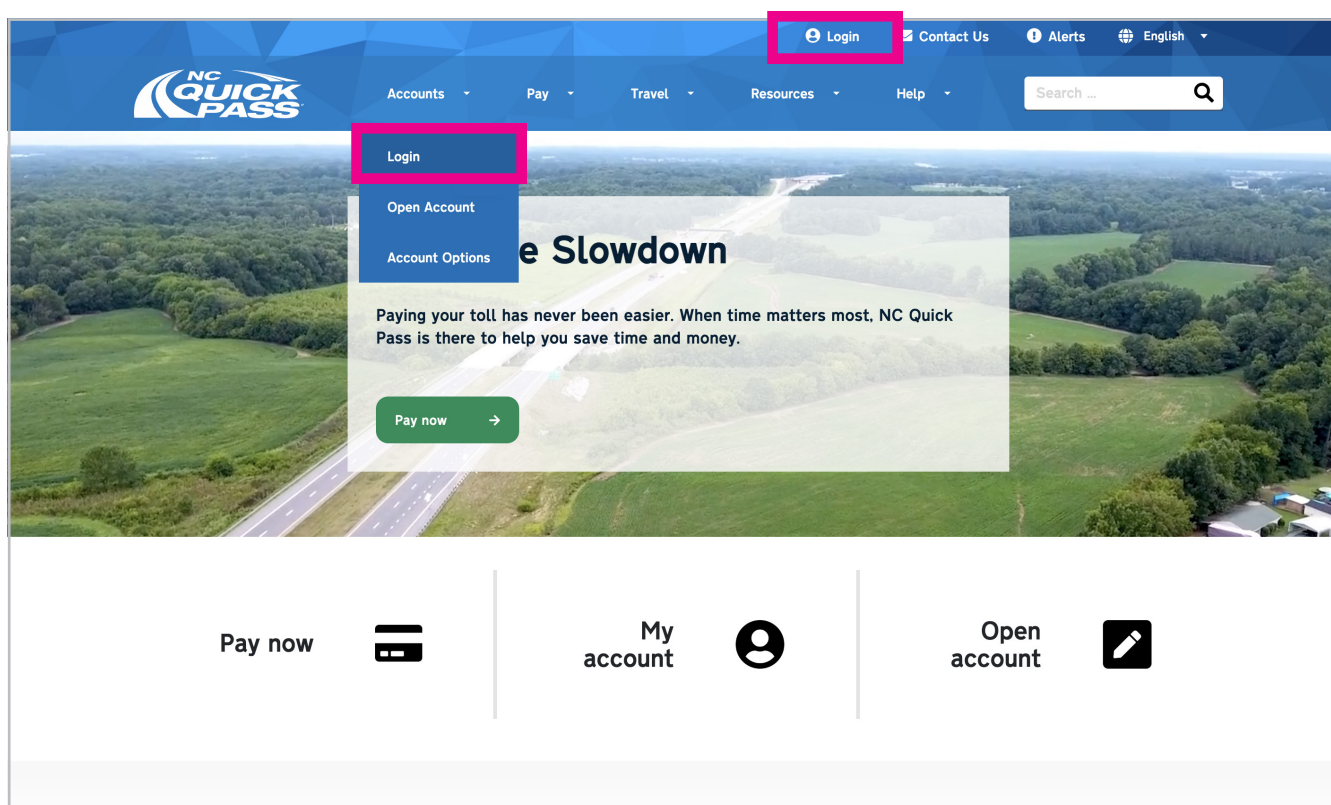 Login
Contact Us
Alerts
English
NC
QUICK
PASS
Accounts
Pay
Travel
Resources
Help
Search ...
Login
Open Account
Account Options
e Slowdown
Paying your toll has never been easier. When time matters most, NC Quick
Pass is there to help you save time and money.
Pay now
Pay now
My
account
Open
account